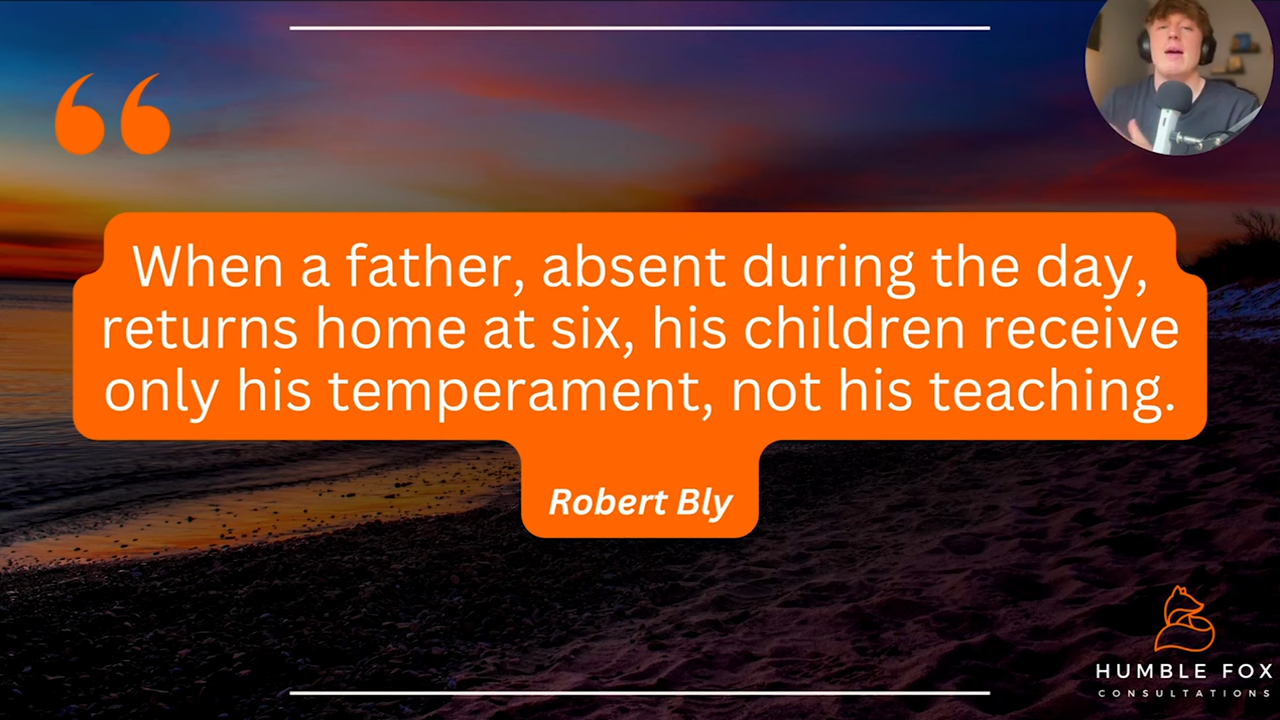 When a father, absent during the day,
returns home at six, his children receive
only his temperament, not his teaching.
Robert Bly
HUMBLE FOX
CONSULTATIONS